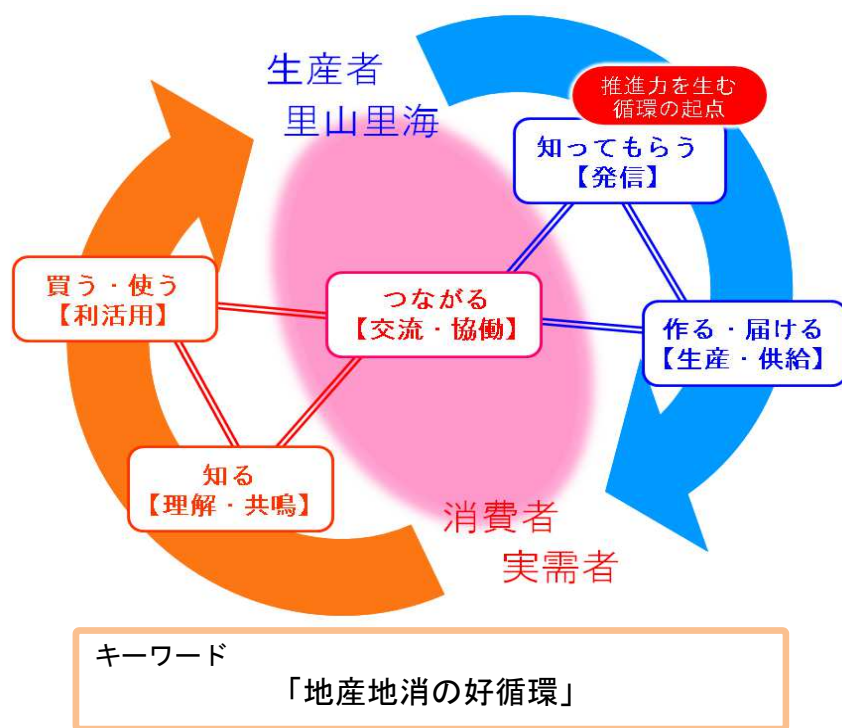 生産者
里山里海
推進力を生む
循環の起点
知ってもらう
【発信】
買う・使う
【利活用】
つながる
【交流・協働】
作る・届ける
【生産・供給】
知る
【理解・共鳴】
消費者
実需者
キーワード
「地産地消の好循環」